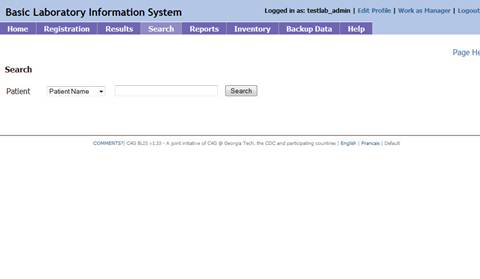 Basic Laboratory Information System
Logged in as: testlab_admin | Edit Profile | Work as Manager | Logout
Home Registration Results Search Reports Inventory Backup Data Help
Page He
Search
Patient Patient Name Search
COMMENTS?| C4G BLIS v1.33 - A joint initiative of C4G @ Georgia Tech, the CDC and participating countries | English | Francais | Default